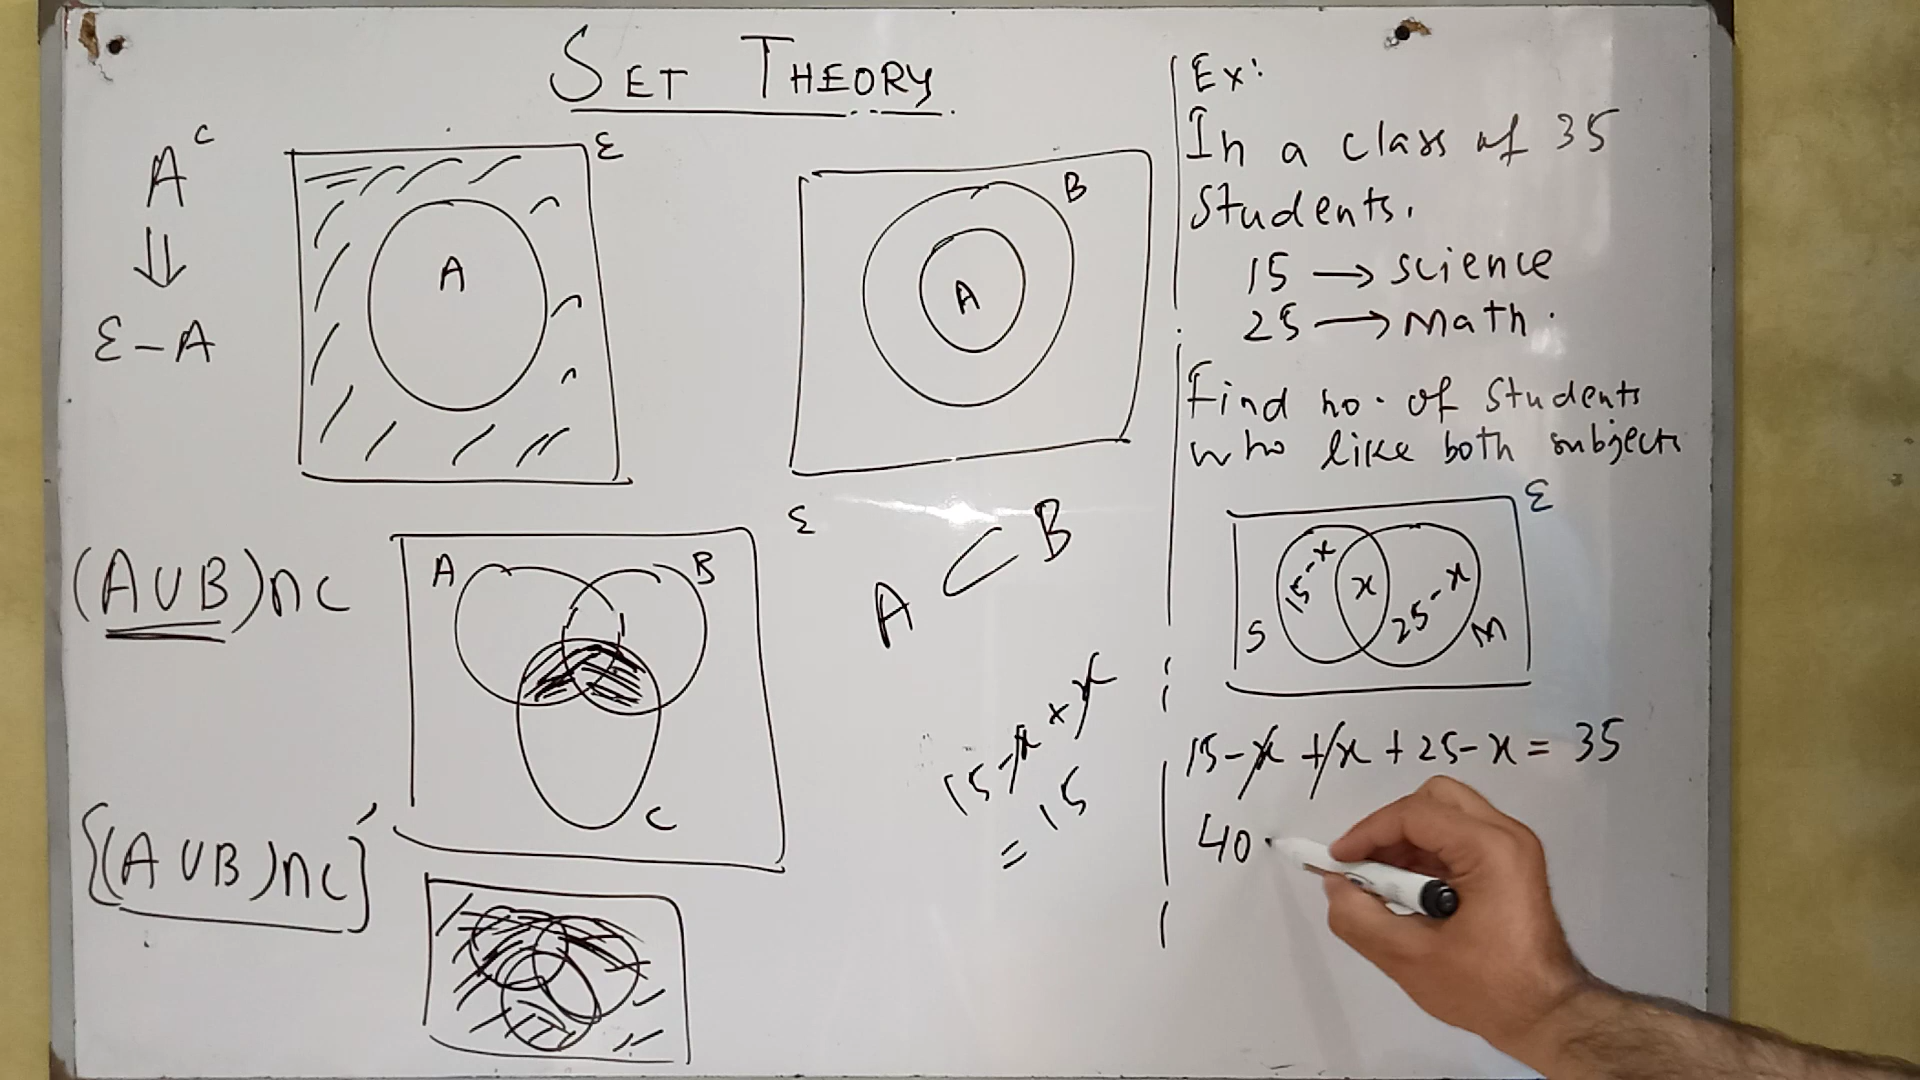 SET THEORY
Aᶜ
⇓
ε-A
A
ε
B
A
A ⊂ B
(A∪B)∩C
ε
A
B
C
{(A∪B)∩C}'
15-x+x
=15
Ex:
In a class of 35
Students.
15 → science
25 → Math.
Find no. of Students
who like both subjects
ε
15-x
x
25-x
S
M
15-x+x+25-x=35
40